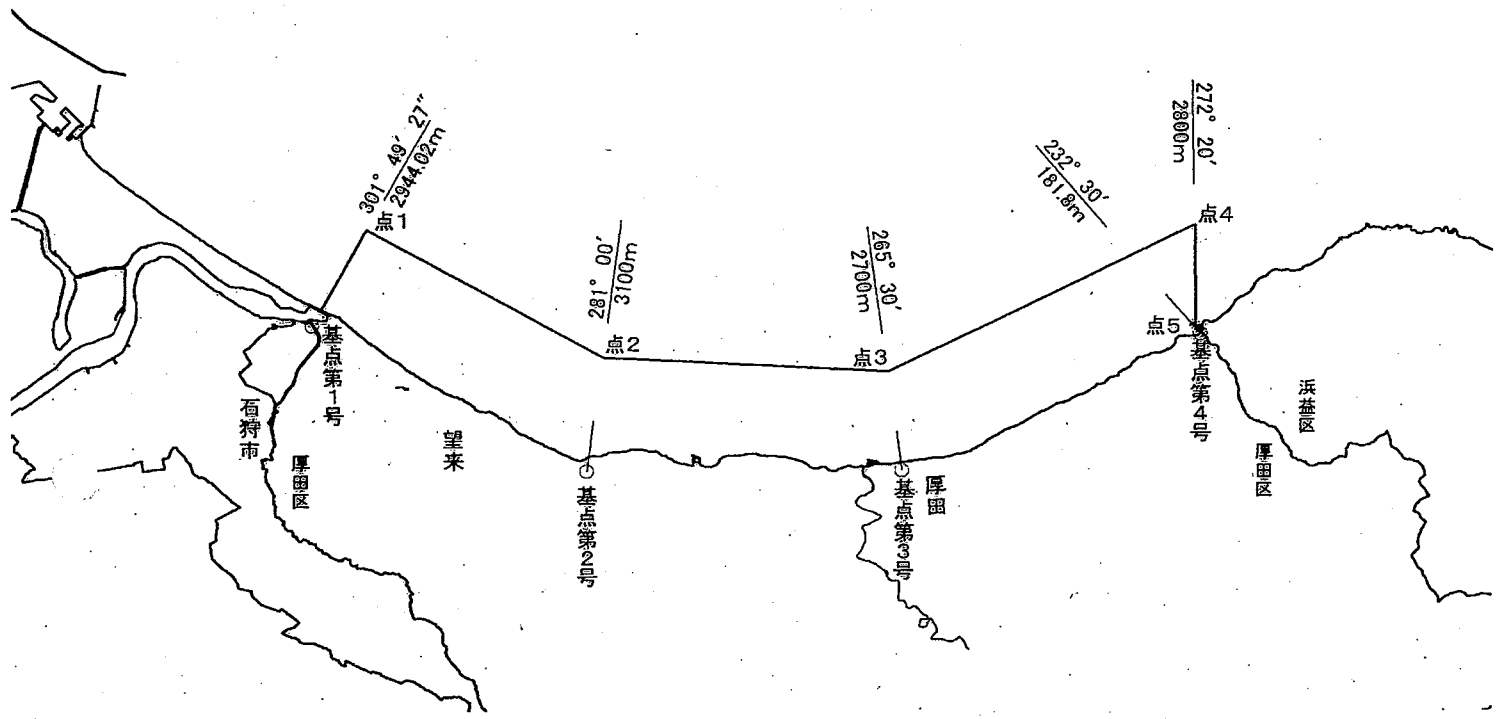 301° 49′ 27″
2944.02m
点1
281° 00′
3100m
点2
265° 30′
2700m
点3
232° 30′
181.8m
272° 20′
2800m
点4
点5
基点第1号
基点第2号
基点第3号
基点第4号
石狩市
厚田区
望来
厚田
浜益区
厚田区